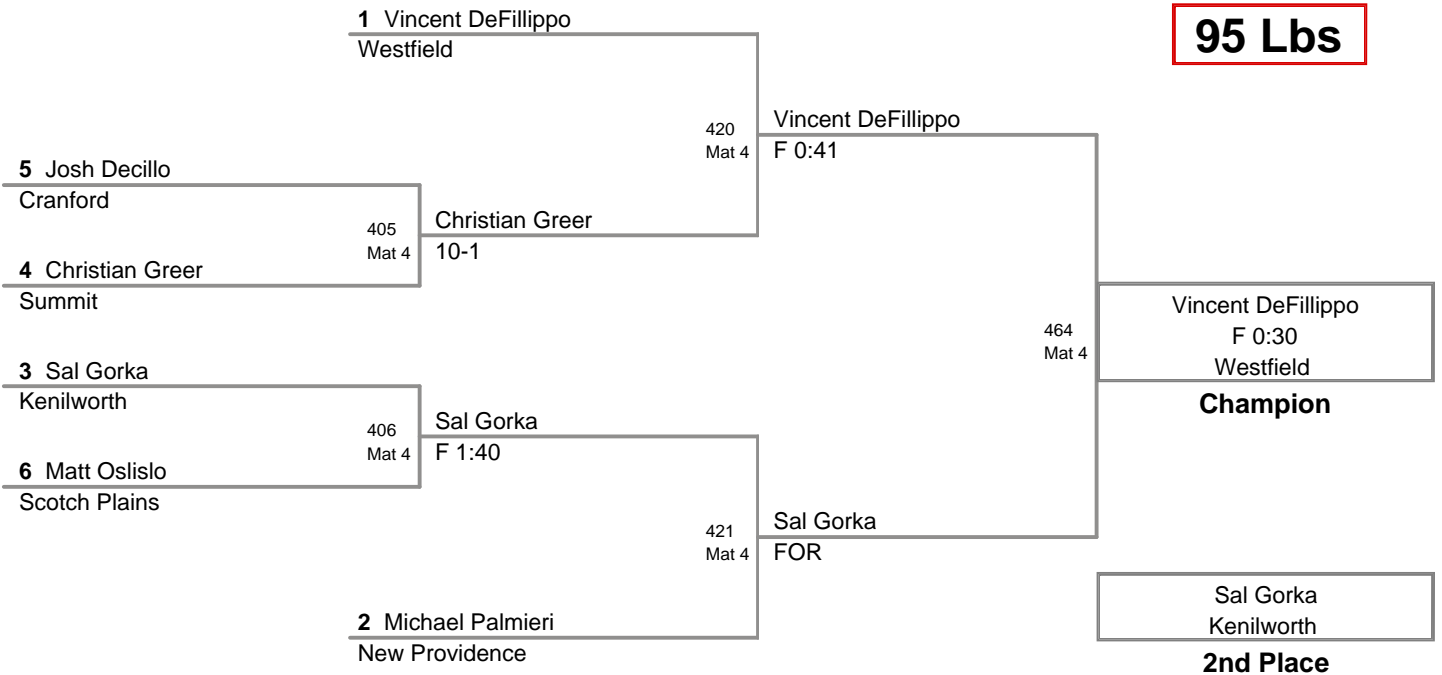 1 Vincent DeFillippo
Westfield
95 Lbs
420
Mat 4
Vincent DeFillippo
F 0:41
5 Josh Decillo
Cranford
405
Mat 4
Christian Greer
10-1
4 Christian Greer
Summit
464
Mat 4
Vincent DeFillippo
F 0:30
Westfield
Champion
3 Sal Gorka
Kenilworth
406
Mat 4
Sal Gorka
F 1:40
6 Matt Oslislo
Scotch Plains
421
Mat 4
Sal Gorka
FOR
2 Michael Palmieri
New Providence
Sal Gorka
Kenilworth
2nd Place